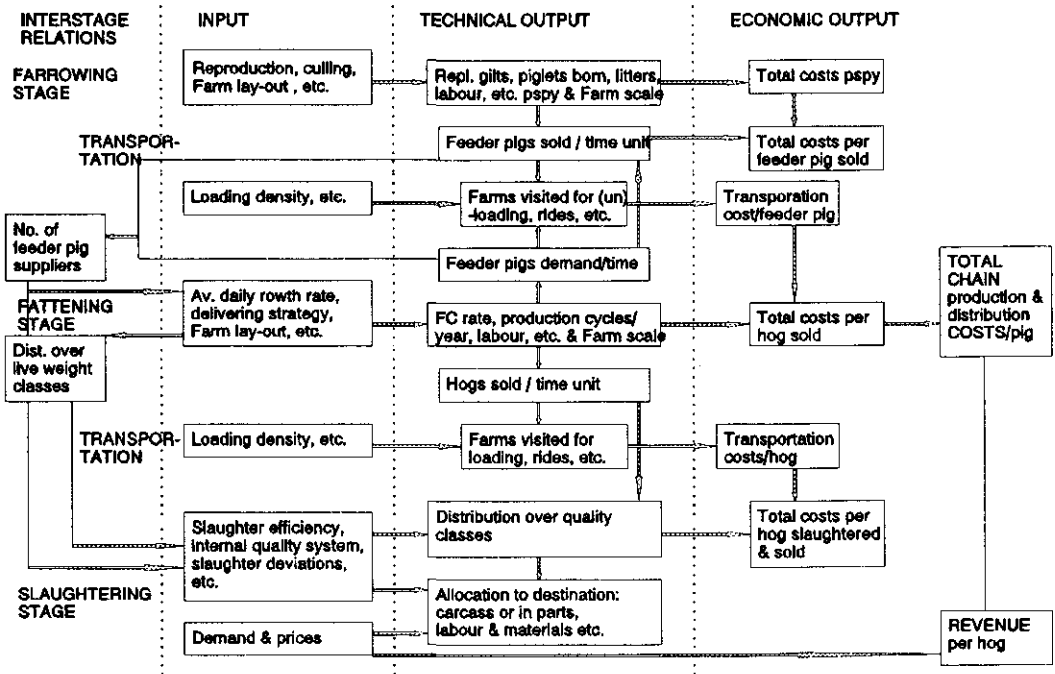 INTERSTAGE
RELATIONS
INPUT
TECHNICAL OUTPUT
ECONOMIC OUTPUT
FARROWING
STAGE
Reproduction, culling,
Farm lay-out , etc.
Repl. gilts, piglets born, litters,
labour, etc. pspy & Farm scale
Total costs pspy
TRANSPOR-
TATION
Feeder pigs sold / time unit
Total costs per
feeder pig sold
Loading density, etc.
Farms visited for (un)
-loading, rides, etc.
Transporation
cost/feeder pig
No. of
feeder pig
suppliers
Feeder pigs demand/time
FATTENING
STAGE
Av. daily rowth rate,
delivering strategy,
Farm lay-out, etc.
FC rate, production cycles/
year, labour, etc. & Farm scale
Total costs per
hog sold
TOTAL
CHAIN
production &
distribution
COSTS/pig
Dist. over
live weight
classes
Hogs sold / time unit
TRANSPOR-
TATION
Loading density, etc.
Farms visited for
loading, rides, etc.
Transportation
costs/hog
Slaughter efficiency,
internal quality system,
slaughter deviations,
etc.
Distribution over quality
classes
Total costs per
hog slaughtered
& sold
SLAUGHTERING
STAGE
Allocation to destination:
carcass or in parts,
labour & materials etc.
Demand & prices
REVENUE
per hog